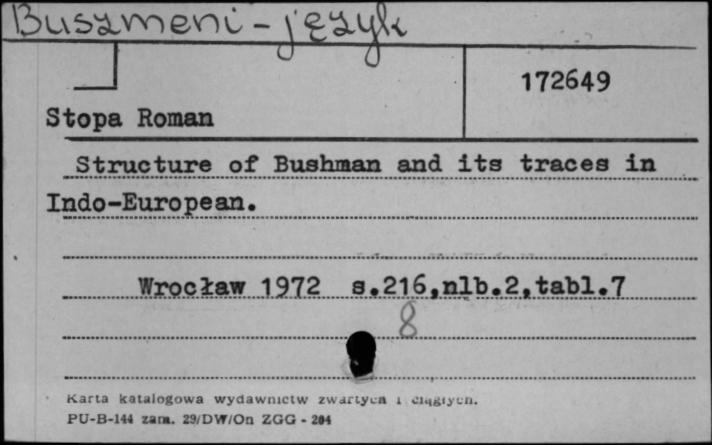 Buszmeni - język
172649
Stopa Roman
Structure of Bushman and its traces in
Indo-European.
Wrocław 1972 s.216,nlb.2,tabl.7
8
Karta katalogowa wydawnictw zwartych i ciągłych.
PU-B-144 zam. 29/DW/On ZGG - 204